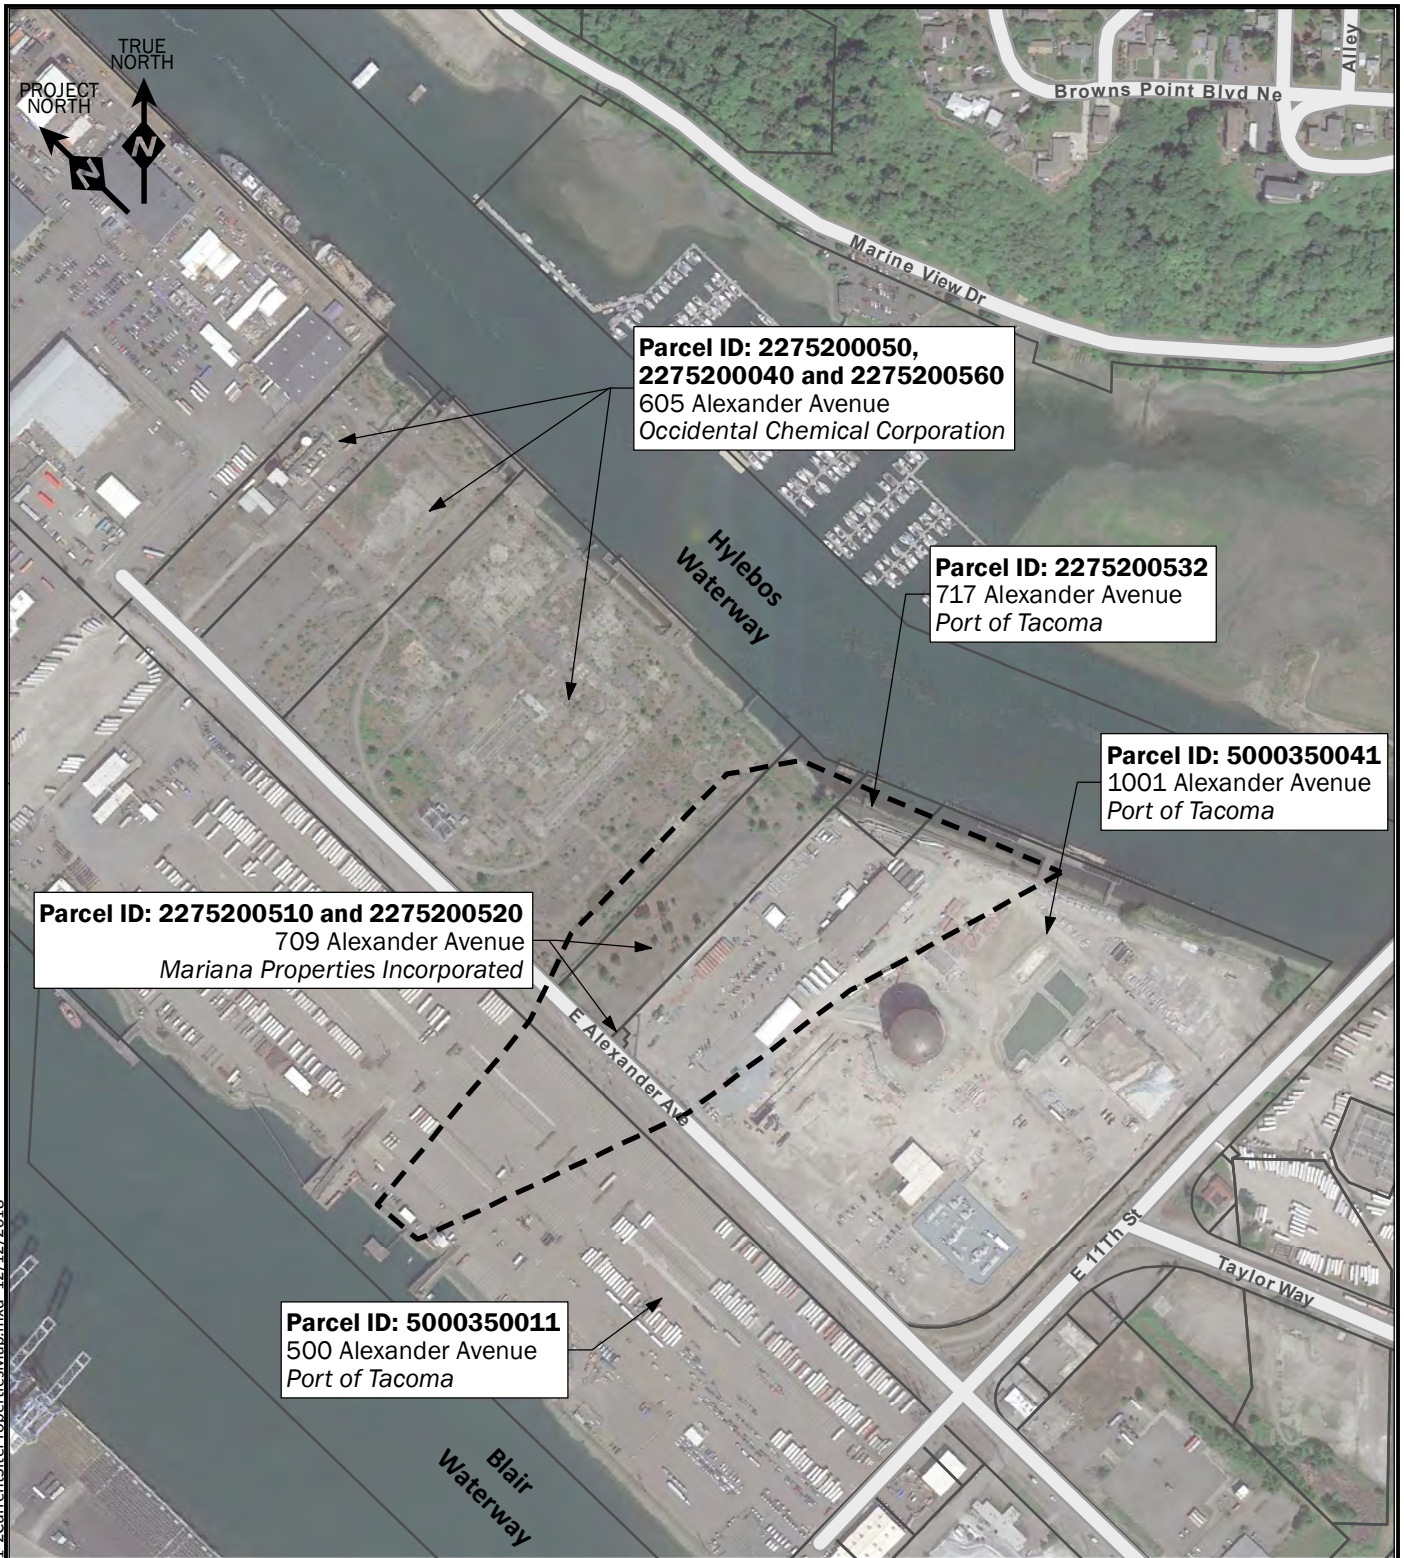 TRUE
NORTH
PROJECT
NORTH
N
N
Alley
Browns Point Blvd Ne
Marine View Dr
Parcel ID: 2275200050,
2275200040 and 2275200560
605 Alexander Avenue
Occidental Chemical Corporation
Hylebos
Waterway
Parcel ID: 2275200532
717 Alexander Avenue
Port of Tacoma
Parcel ID: 5000350041
1001 Alexander Avenue
Port of Tacoma
Parcel ID: 2275200510 and 2275200520
709 Alexander Avenue
Mariana Properties Incorporated
E Alexander Ave
E 11Th St
Taylor Way
Parcel ID: 5000350011
500 Alexander Avenue
Port of Tacoma
Blair
Waterway